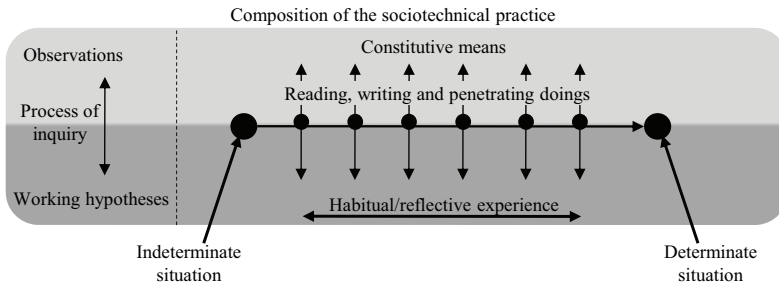 Composition of the sociotechnical practice
Observations
Constitutive means
Process of
inquiry
Reading, writing and penetrating doings
Working hypotheses
Habitual/reflective experience
Indeterminate
situation
Determinate
situation